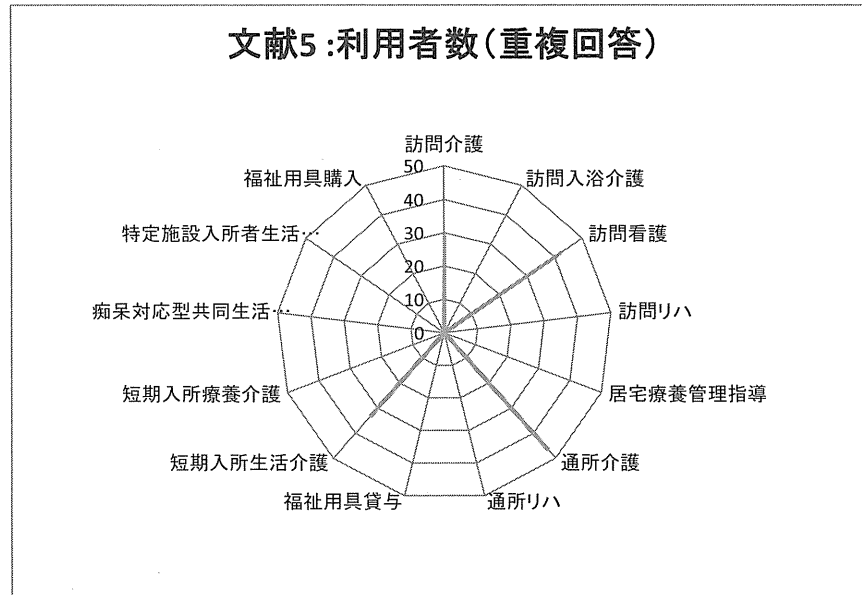 文献5 :利用者数(重複回答)
訪問介護
訪問入浴介護
訪問看護
訪問リハ
居宅療養管理指導
通所介護
通所リハ
福祉用具貸与
短期入所生活介護
短期入所療養介護
痴呆対応型共同生活…
特定施設入所者生活…
福祉用具購入
50
40
30
20
10
0